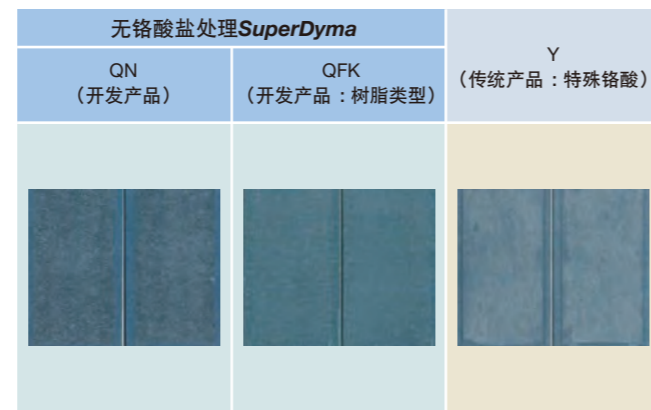 无铬酸盐处理SuperDyma
QN
（开发产品）
QFK
（开发产品：树脂类型）
Y
（传统产品：特殊铬酸）